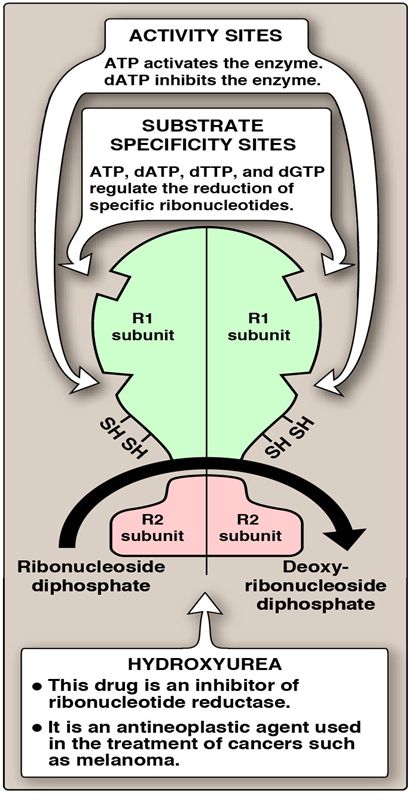 ACTIVITY SITES
ATP activates the enzyme.
dATP inhibits the enzyme.
SUBSTRATE
SPECIFICITY SITES
ATP, dATP, dTTP, and dGTP
regulate the reduction of
specific ribonucleotides.
R1
subunit
R1
subunit
SH SH
SH SH
R2
subunit
R2
subunit
Ribonucleoside
diphosphate
Deoxy-
ribonucleoside
diphosphate
HYDROXYUREA
● This drug is an inhibitor of
ribonucleotide reductase.
● It is an antineoplastic agent used
in the treatment of cancers such
as melanoma.